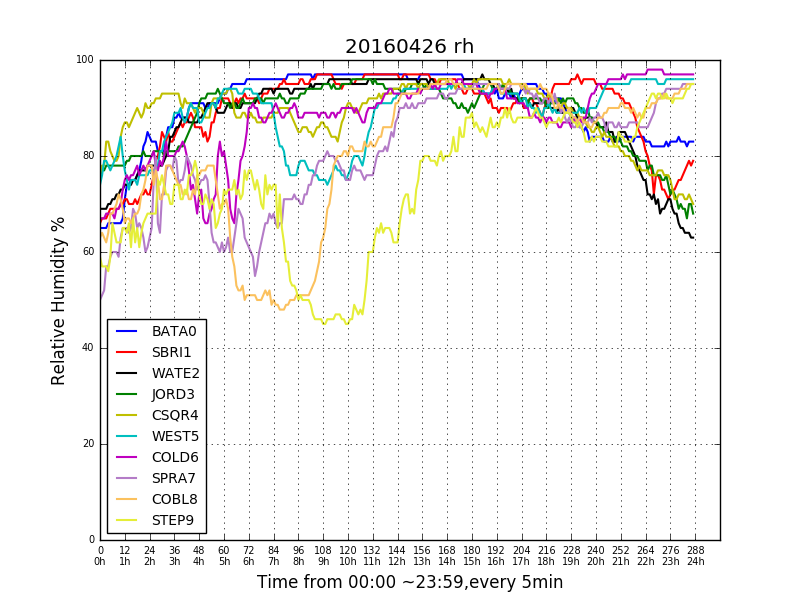 20160426 rh
100
80
60
40
20
0
Relative Humidity %
BATA0
SBRI1
WATE2
JORD3
CSQR4
WEST5
COLD6
SPRA7
COBL8
STEP9
0 12 24 36 48 60 72 84 96 108 120 132 144 156 168 180 192 204 216 228 240 252 264 276 288
0h 1h 2h 3h 4h 5h 6h 7h 8h 9h 10h 11h 12h 13h 14h 15h 16h 17h 18h 19h 20h 21h 22h 23h 24h
Time from 00:00 ~23:59,every 5min